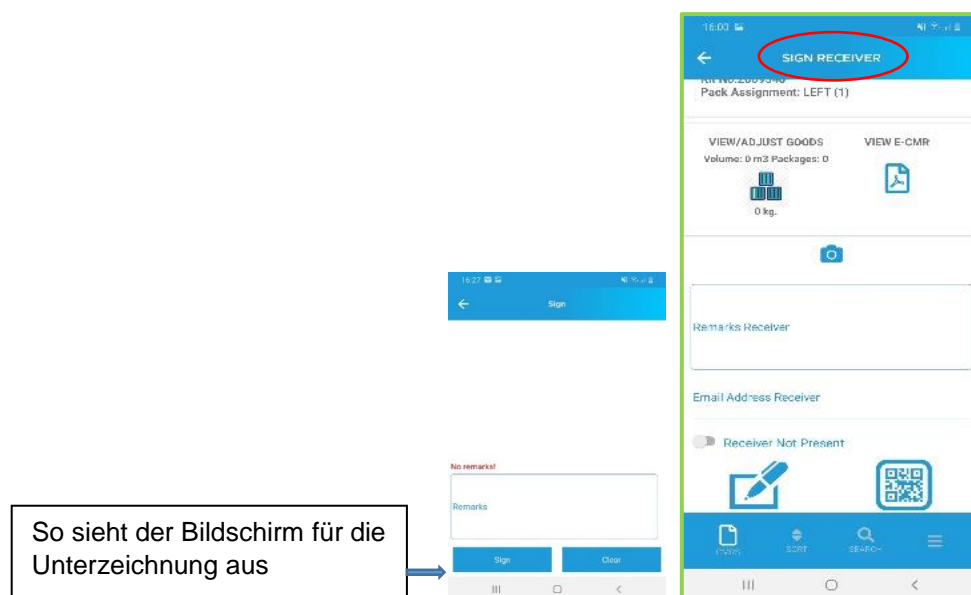 So sieht der Bildschirm für die
Unterzeichnung aus
16:27
Sign
No remarks!
Remarks
Sign
Clear
16:00
SIGN RECEIVER
Pack Assignment: LEFT (1)
VIEW/ADJUST GOODS
VIEW E-CMR
Volume: 0 m3 Packages: 0
0 kg.
Remarks Receiver
Email Address Receiver
Receiver Not Present
CMRS
SORT
SEARCH